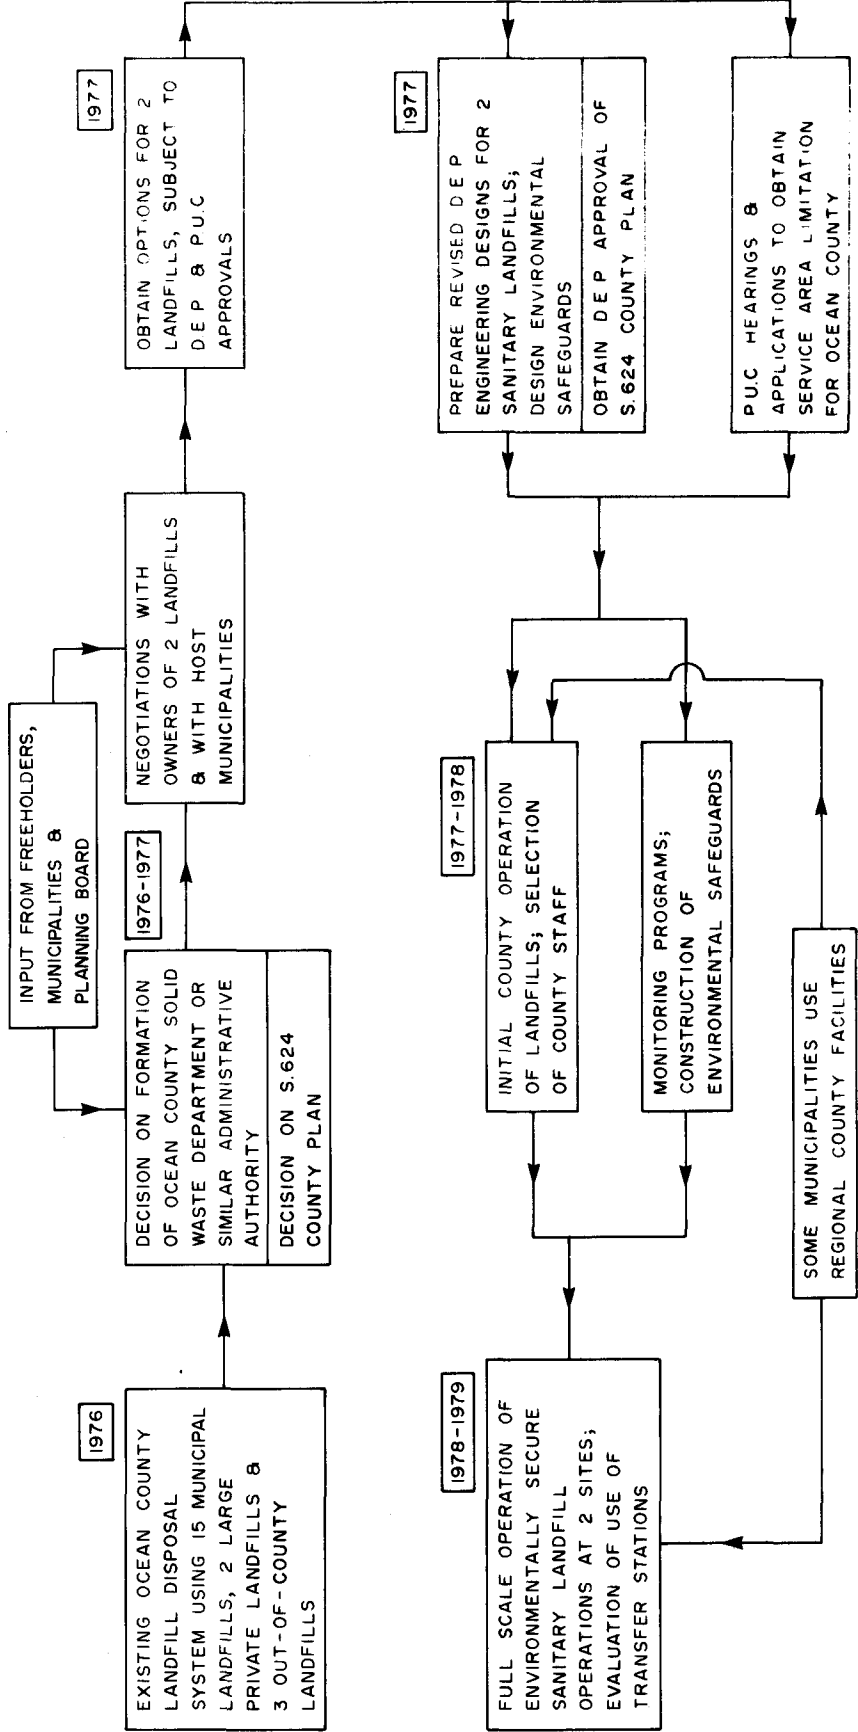 1976
EXISTING OCEAN COUNTY
LANDFILL DISPOSAL
SYSTEM USING 15 MUNICIPAL
LANDFILLS, 2 LARGE
PRIVATE LANDFILLS &
3 OUT-OF-COUNTY
LANDFILLS
INPUT FROM FREEHOLDERS,
MUNICIPALITIES &
PLANNING BOARD
1976-1977
DECISION ON FORMATION
OF OCEAN COUNTY SOLID
WASTE DEPARTMENT OR
SIMILAR ADMINISTRATIVE
AUTHORITY
DECISION ON S.624
COUNTY PLAN
NEGOTIATIONS WITH
OWNERS OF 2 LANDFILLS
& WITH HOST
MUNICIPALITIES
1977
OBTAIN OPTIONS FOR 2
LANDFILLS, SUBJECT TO
D E P & P.U.C
APPROVALS
1977
PREPARE REVISED D E P
ENGINEERING DESIGNS FOR 2
SANITARY LANDFILLS;
DESIGN ENVIRONMENTAL
SAFEGUARDS
OBTAIN D E P APPROVAL OF
S.624 COUNTY PLAN
P.U.C HEARINGS &
APPLICATIONS TO OBTAIN
SERVICE AREA LIMITATION
FOR OCEAN COUNTY
1977-1978
INITIAL COUNTY OPERATION
OF LANDFILLS; SELECTION
OF COUNTY STAFF
MONITORING PROGRAMS;
CONSTRUCTION OF
ENVIRONMENTAL SAFEGUARDS
SOME MUNICIPALITIES USE
REGIONAL COUNTY FACILITIES
1978-1979
FULL SCALE OPERATION OF
ENVIRONMENTALLY SECURE
SANITARY LANDFILL
OPERATIONS AT 2 SITES;
EVALUATION OF USE OF
TRANSFER STATIONS